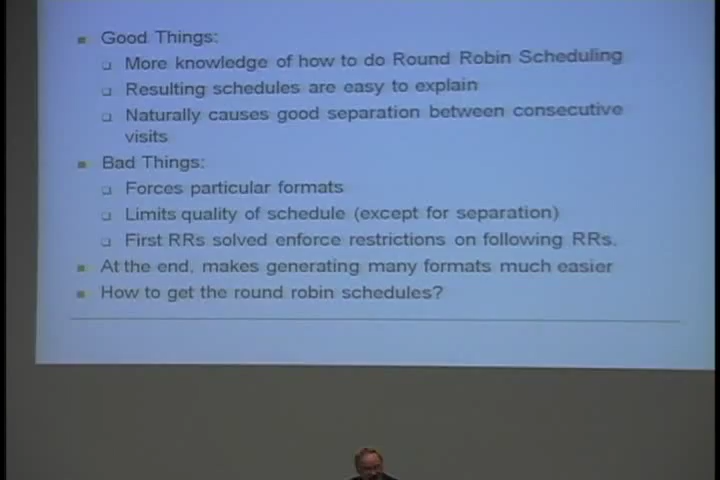 Good Things:
More knowledge of how to do Round Robin Scheduling
Resulting schedules are easy to explain
Naturally causes good separation between consecutive
visits
Bad Things:
Forces particular formats
Limits quality of schedule (except for separation)
First RRs solved enforce restrictions on following RRs.
At the end, makes generating many formats much easier
How to get the round robin schedules?